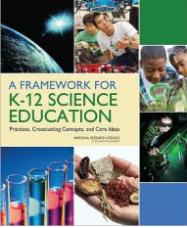 A FRAMEWORK FOR
K-12 SCIENCE
EDUCATION
Practices, Crosscutting Concepts, and Core Ideas
NATIONAL RESEARCH COUNCIL